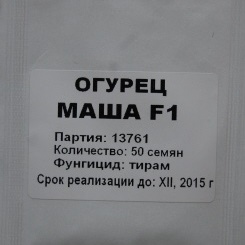 ОГУРЕЦ
МАША F1
Партия: 13761
Количество: 50 семян
Фунгицид: тирам
Срок реализации до: XII, 2015 г